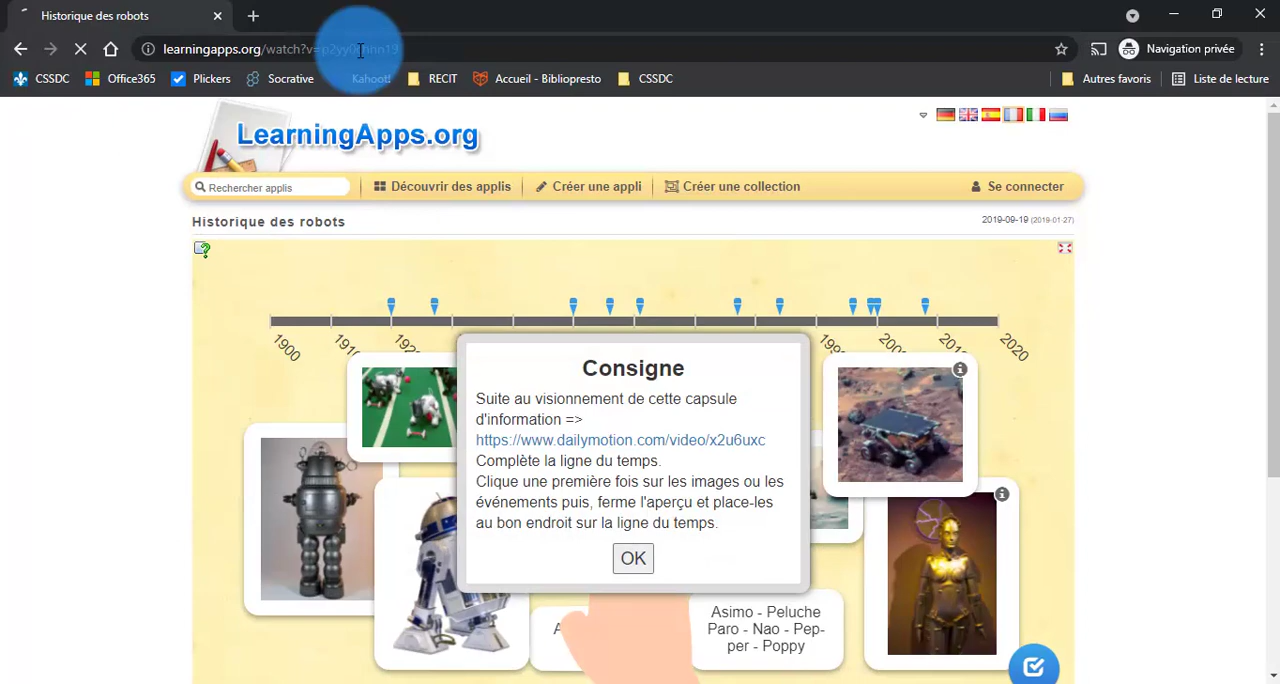 Historique des robots
learningapps.org/watch?v=
Navigation privée
CSSDC
Office365
Plickers
Socrative
Kahoot!
RECIT
Accueil - Bibliopresto
CSSDC
Autres favoris
Liste de lecture
LearningApps.org
Rechercher applis
Découvrir des applis
Créer une appli
Créer une collection
Se connecter
Historique des robots
2019-09-19 (2019-01-27)
1900
1910
1920
2010
2020
Consigne
Suite au visionnement de cette capsule
d'information =>
https://www.dailymotion.com/video/x2u6uxc
Complète la ligne du temps.
Clique une première fois sur les images ou les
événements puis, ferme l'aperçu et place-les
au bon endroit sur la ligne du temps.
OK
Asimo - Peluche
Paro - Nao - Pep-
per - Poppy